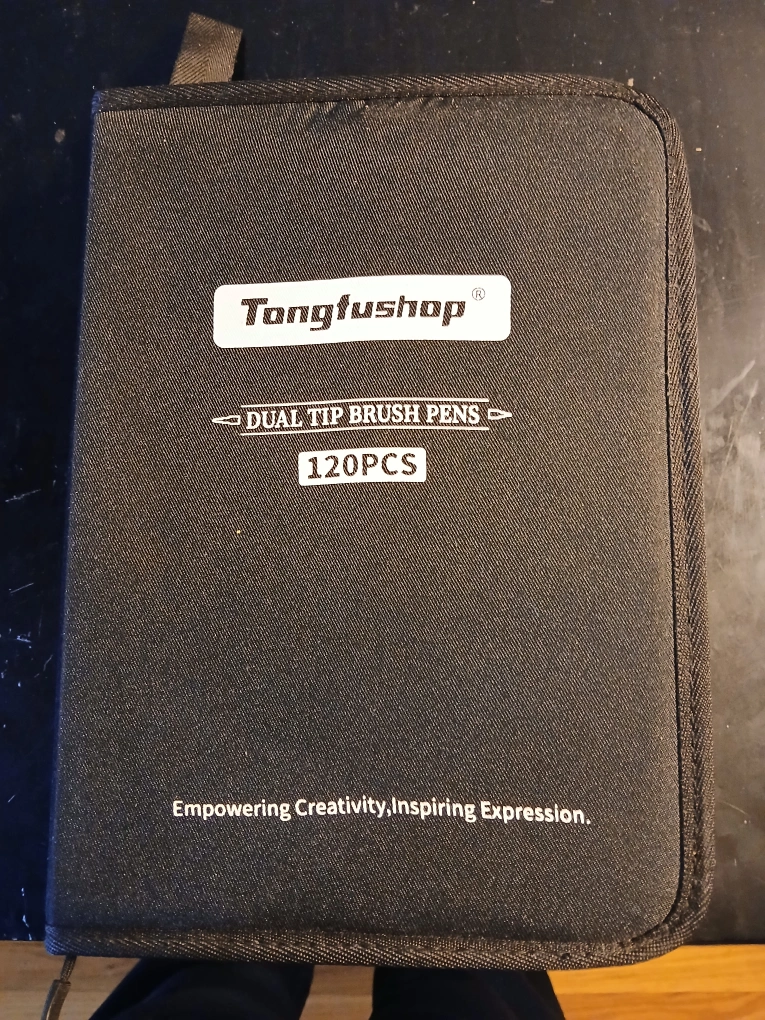 Tongfushop®
DUAL TIP BRUSH PENS
120PCS
Empowering Creativity,Inspiring Expression.